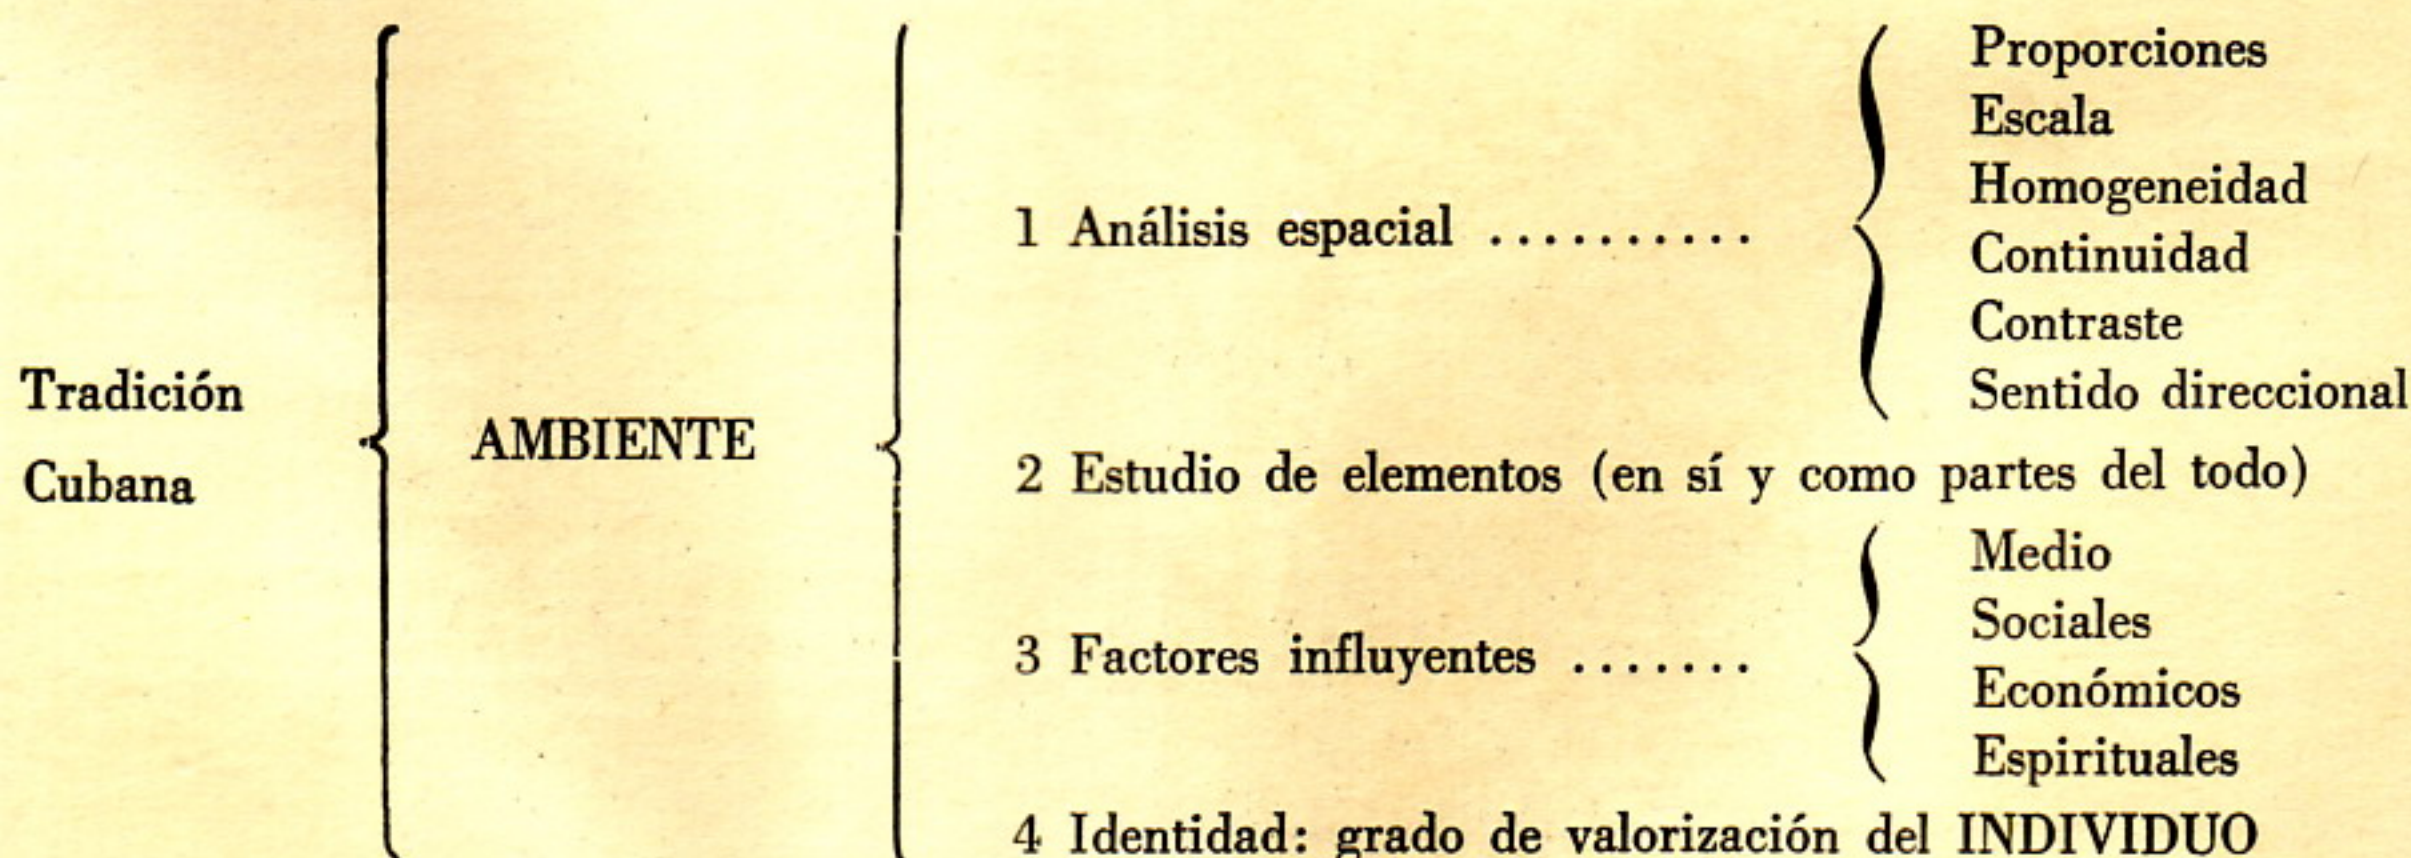 Tradición
Cubana
AMBIENTE
1 Análisis espacial ..........
Proporciones
Escala
Homogeneidad
Continuidad
Contraste
Sentido direccional
2 Estudio de elementos (en sí y como partes del todo)
3 Factores influyentes .......
Medio
Sociales
Económicos
Espirituales
4 Identidad: grado de valorización del INDIVIDUO